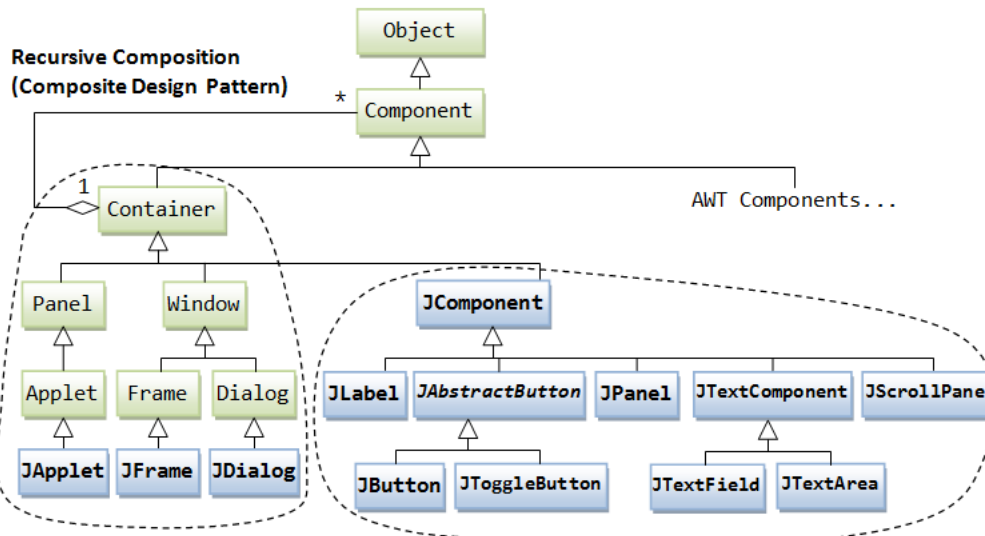 Object
Recursive Composition
(Composite Design Pattern)
*
Component
1
Container
AWT Components...
Panel
Window
JComponent
Applet
Frame
Dialog
JLabel
JAbstractButton
JPanel
JTextComponent
JScrollPane
JApplet
JFrame
JDialog
JButton
JToggleButton
JTextField
JTextArea